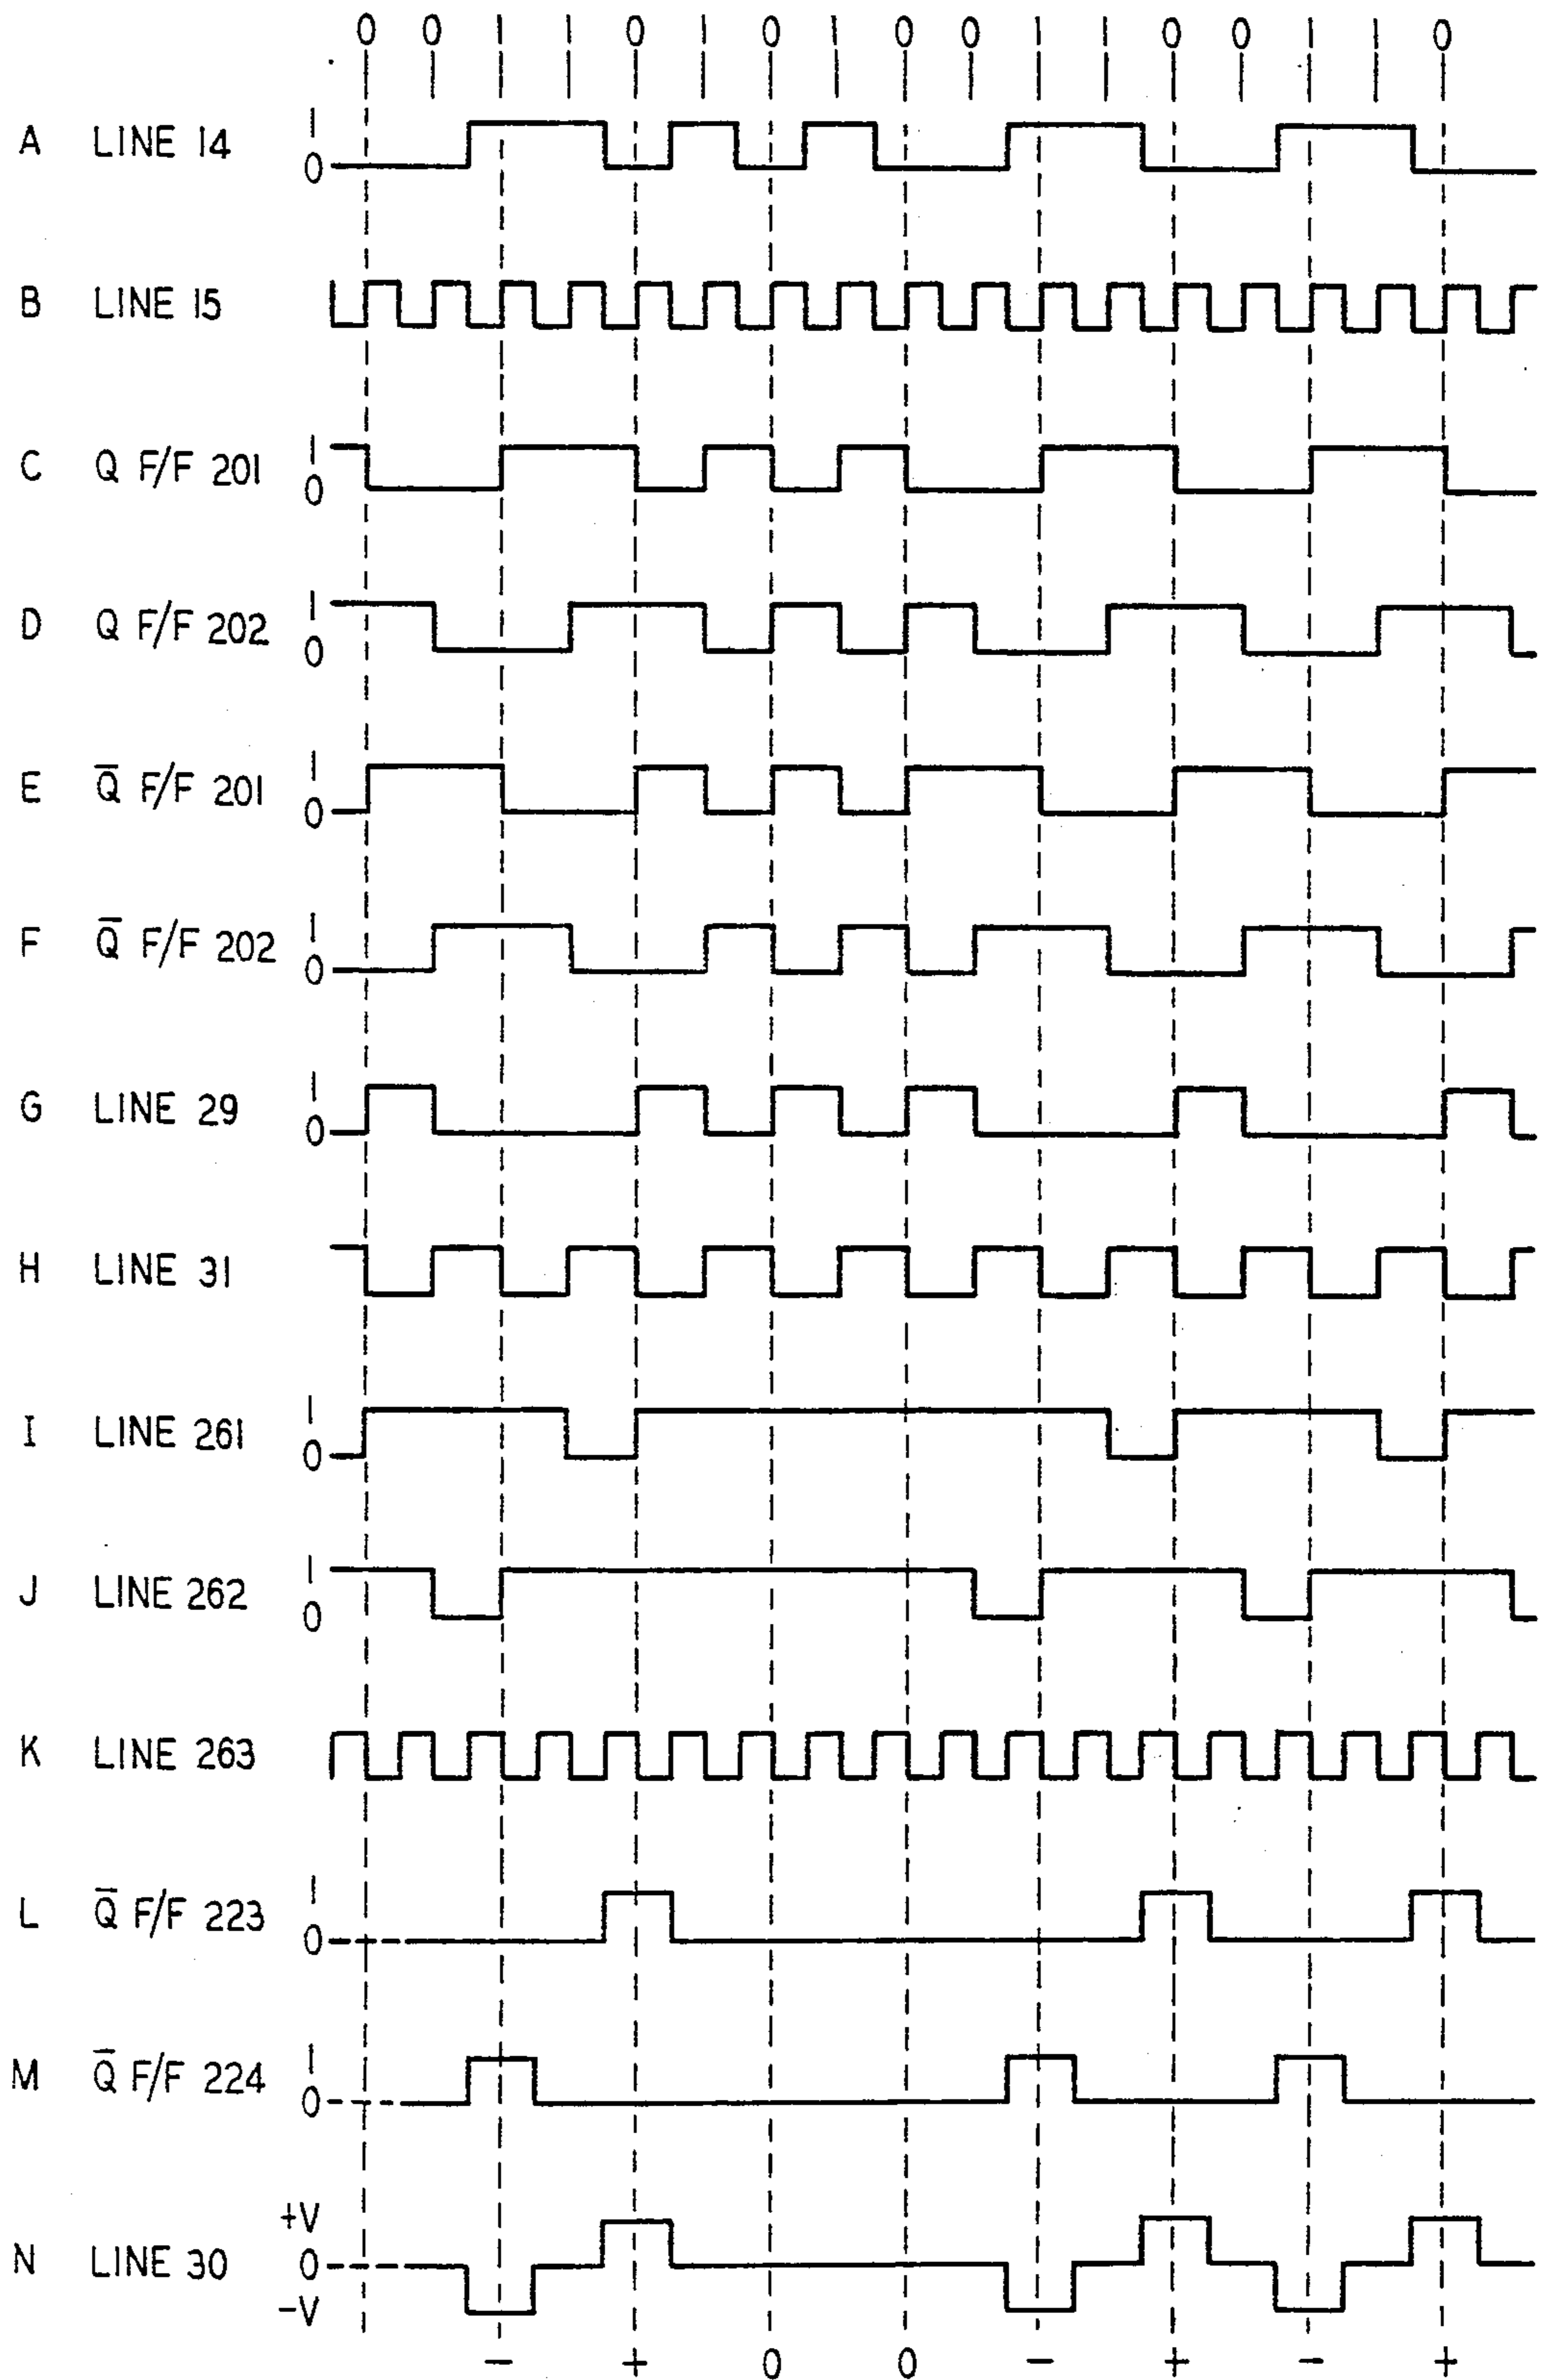 0 0 1 1 0 1 0 1 0 0 1 1 0 0 1 1 0
A LINE 14 1 0
B LINE 15
C Q F/F 201 1 0
D Q F/F 202 1 0
E Q̅ F/F 201 1 0
F Q̅ F/F 202 1 0
G LINE 29 1 0
H LINE 31
I LINE 261 1 0
J LINE 262 1 0
K LINE 263
L Q̅ F/F 223 1 0
M Q̅ F/F 224 1 0
N LINE 30 +V 0 -V
- + 0 0 - + - +